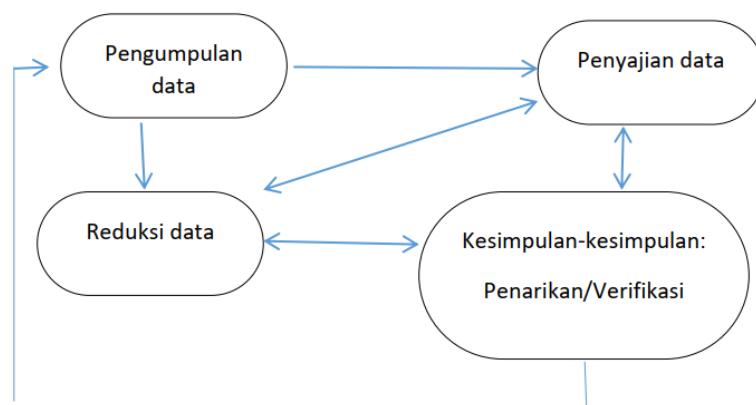 Pengumpulan
data
Penyajian data
Reduksi data
Kesimpulan-kesimpulan:
Penarikan/Verifikasi